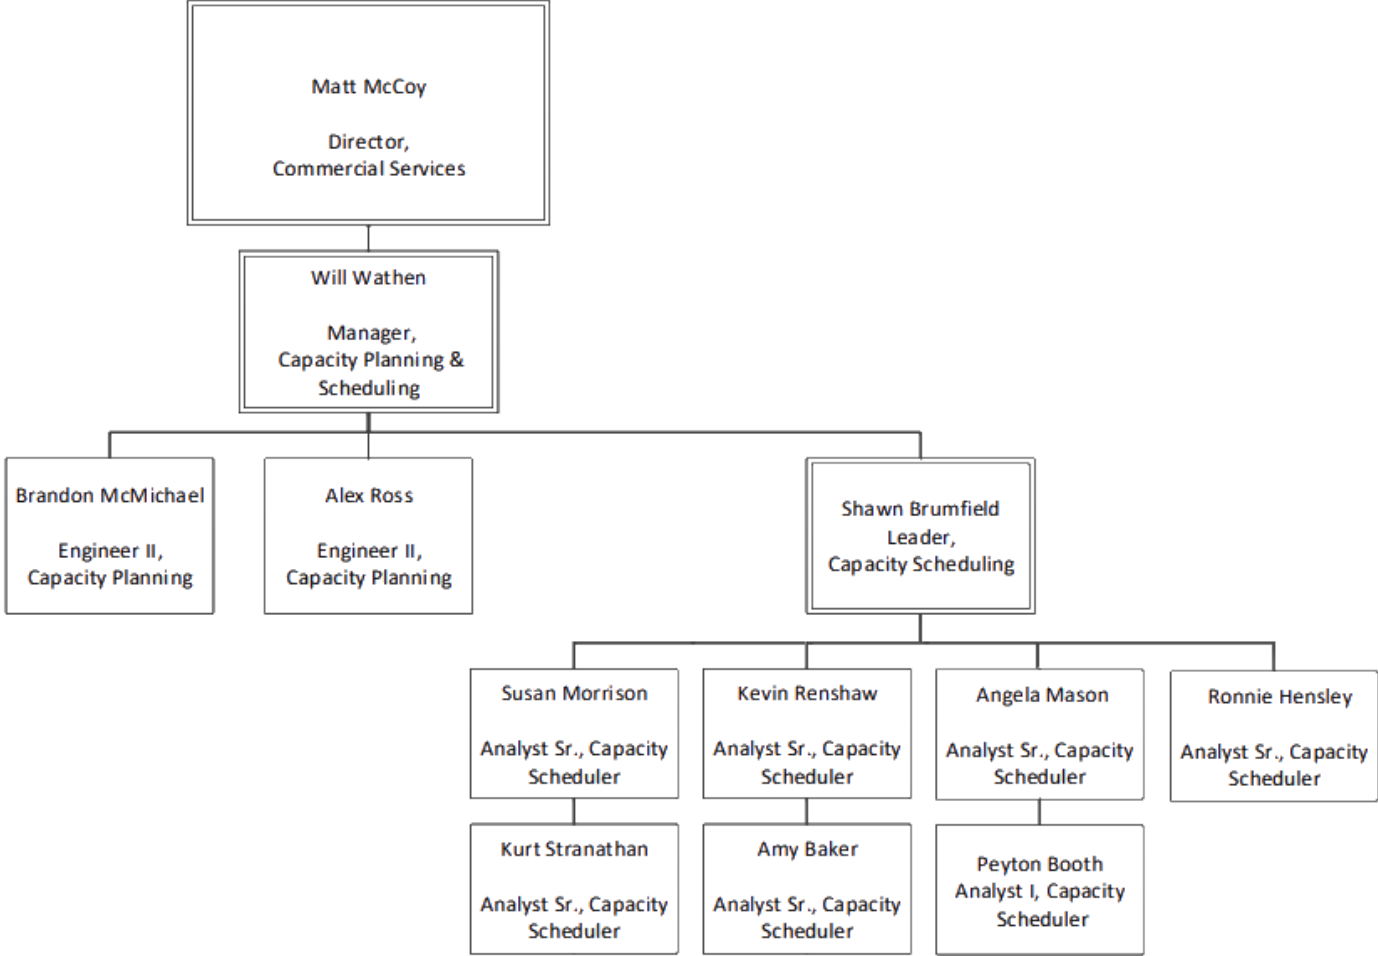 Matt McCoy
Director,
Commercial Services
Will Wathen
Manager,
Capacity Planning &
Scheduling
Brandon McMichael
Engineer II,
Capacity Planning
Alex Ross
Engineer II,
Capacity Planning
Shawn Brumfield
Leader,
Capacity Scheduling
Susan Morrison
Analyst Sr., Capacity
Scheduler
Kevin Renshaw
Analyst Sr., Capacity
Scheduler
Angela Mason
Analyst Sr., Capacity
Scheduler
Ronnie Hensley
Analyst Sr., Capacity
Scheduler
Kurt Stranathan
Analyst Sr., Capacity
Scheduler
Amy Baker
Analyst Sr., Capacity
Scheduler
Peyton Booth
Analyst I, Capacity
Scheduler